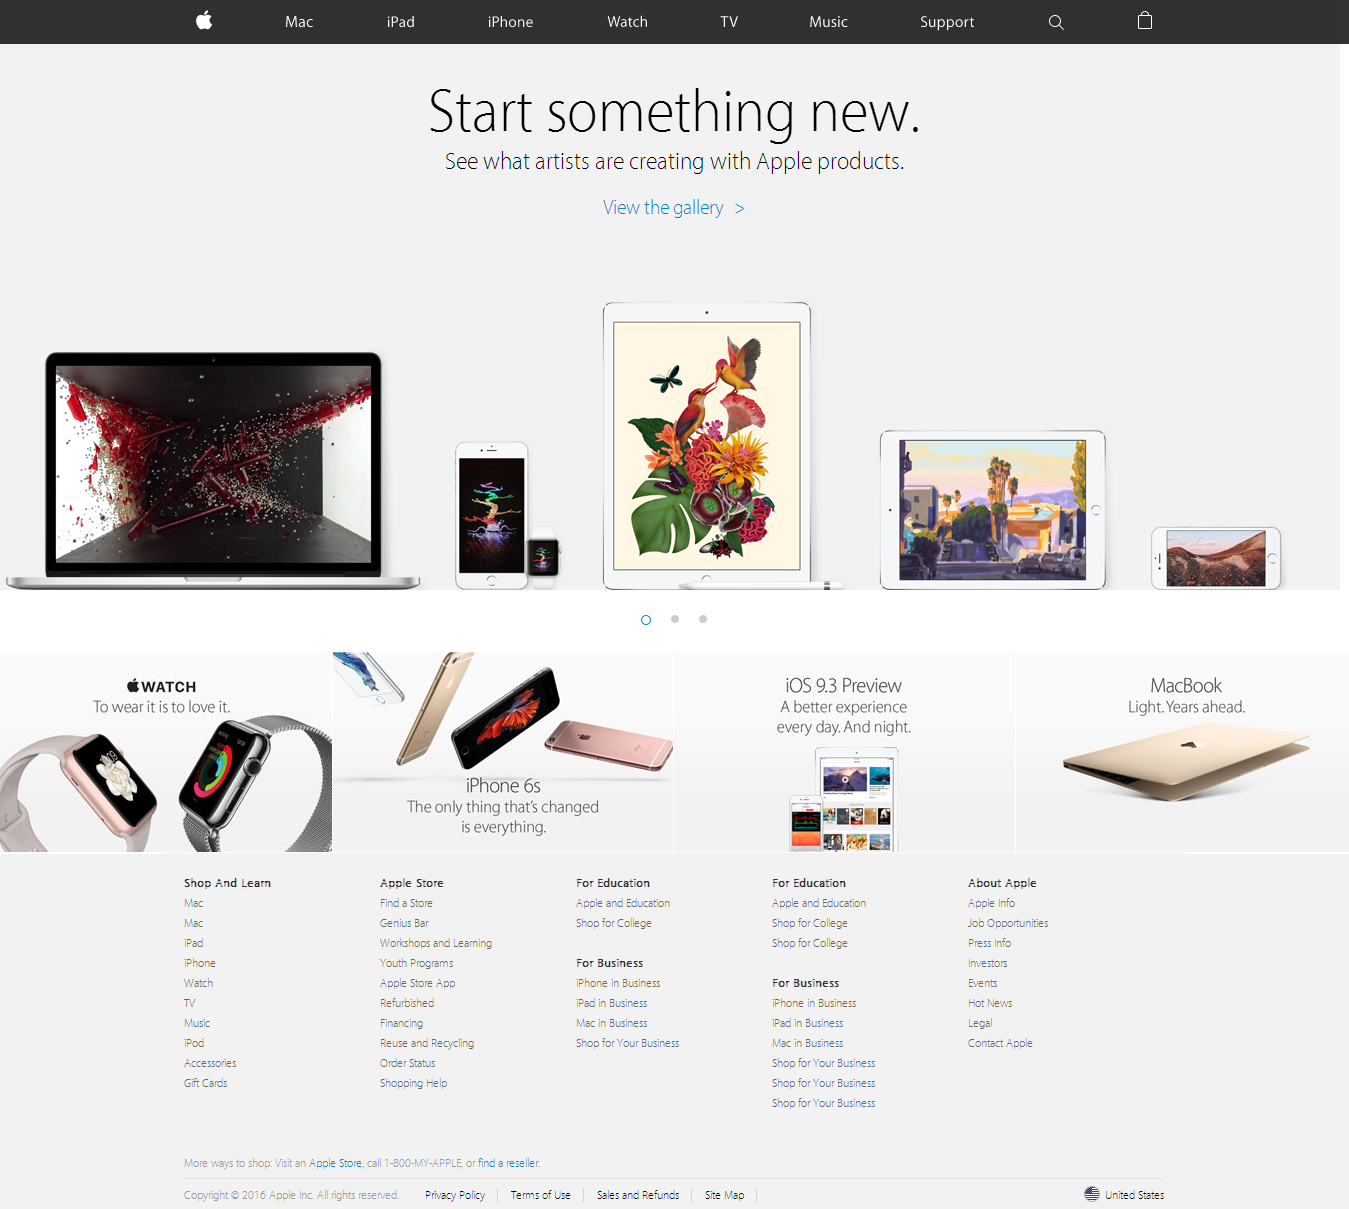 Mac iPad iPhone Watch TV Music Support
Start something new.
See what artists are creating with Apple products.
View the gallery >
WATCH
To wear it is to love it.
iPhone 6s
The only thing that's changed
is everything.
iOS 9.3 Preview
A better experience
every day. And night.
MacBook
Light. Years ahead.
Shop And Learn
Mac
Mac
iPad
iPhone
Watch
TV
Music
iPod
Accessories
Gift Cards
Apple Store
Find a Store
Genius Bar
Workshops and Learning
Youth Programs
Apple Store App
Refurbished
Financing
Reuse and Recycling
Order Status
Shopping Help
For Education
Apple and Education
Shop for College
For Business
iPhone in Business
iPad in Business
Mac in Business
Shop for Your Business
For Education
Apple and Education
Shop for College
Shop for College
For Business
iPhone in Business
iPad in Business
Mac in Business
Shop for Your Business
Shop for Your Business
Shop for Your Business
About Apple
Apple Info
Job Opportunities
Press Info
Investors
Events
Hot News
Legal
Contact Apple
More ways to shop: Visit an Apple Store, call 1-800-MY-APPLE, or find a reseller.
Copyright © 2016 Apple Inc. All rights reserved. Privacy Policy Terms of Use Sales and Refunds Site Map United States